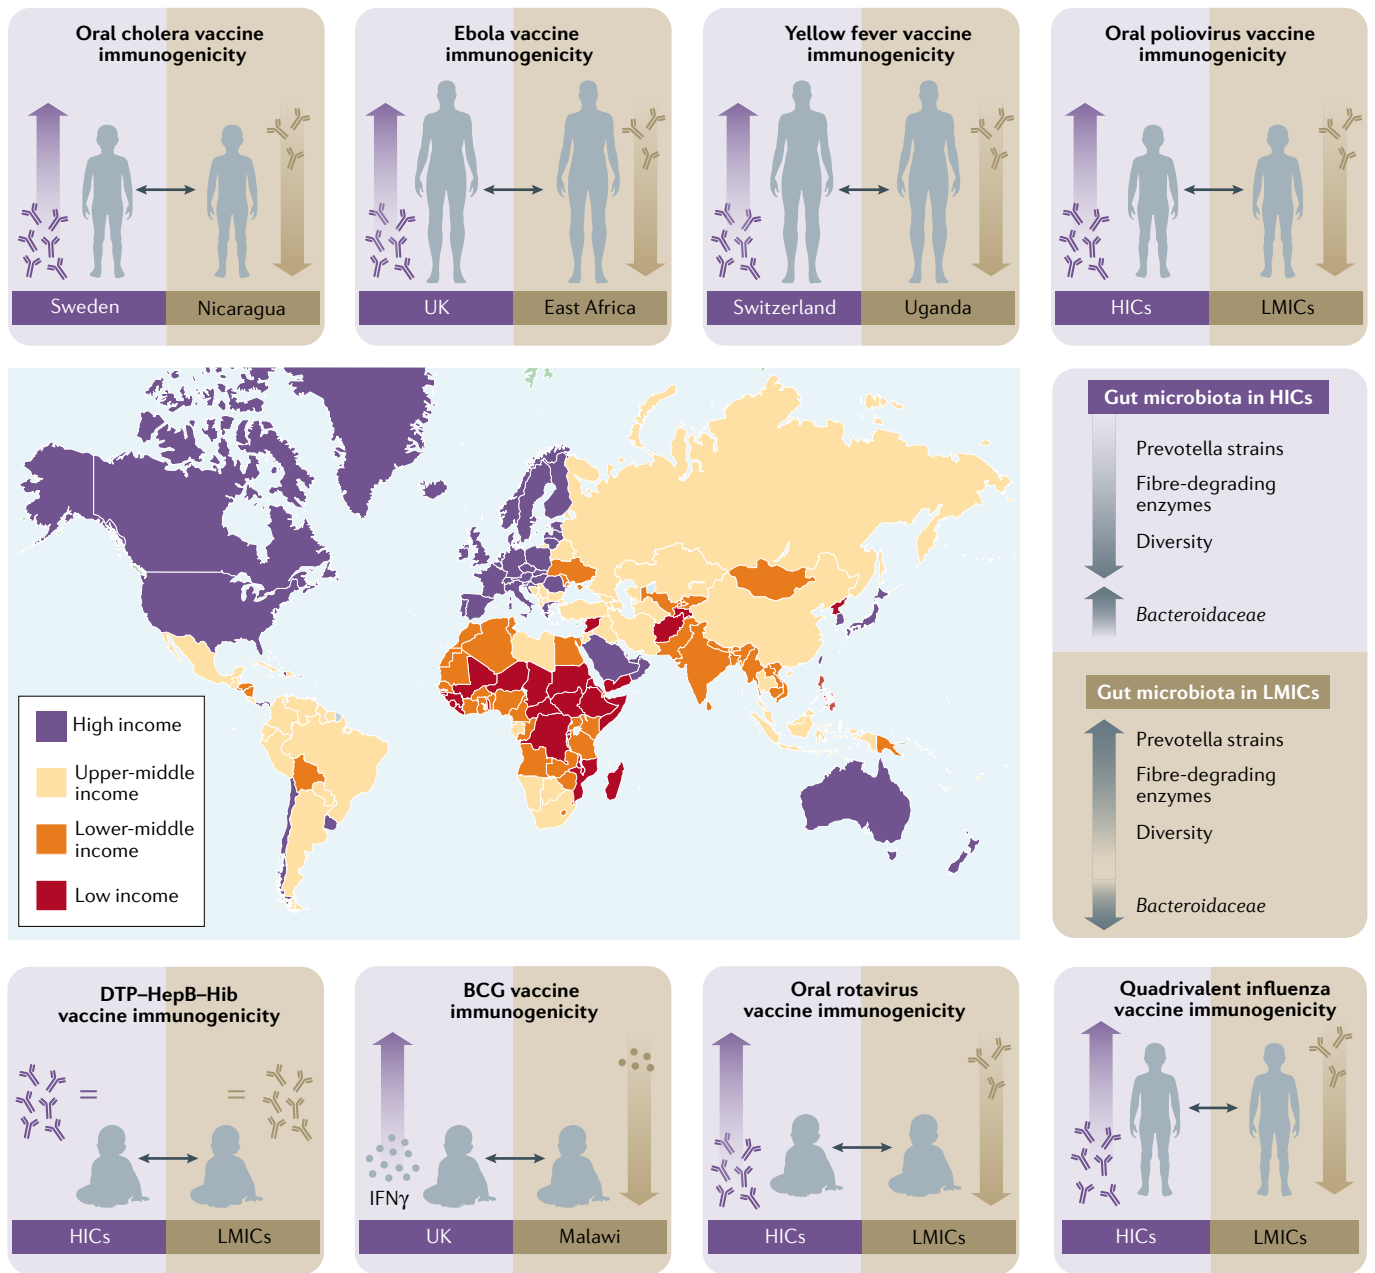 Oral cholera vaccine
immunogenicity
Sweden
Nicaragua
Ebola vaccine
immunogenicity
UK
East Africa
Yellow fever vaccine
immunogenicity
Switzerland
Uganda
Oral poliovirus vaccine
immunogenicity
HICs
LMICs
High income
Upper-middle
income
Lower-middle
income
Low income
Gut microbiota in HICs
Prevotella strains
Fibre-degrading
enzymes
Diversity
Bacteroidaceae
Gut microbiota in LMICs
Prevotella strains
Fibre-degrading
enzymes
Diversity
Bacteroidaceae
DTP–HepB–Hib
vaccine immunogenicity
=
=
HICs
LMICs
BCG vaccine
immunogenicity
IFNγ
UK
Malawi
Oral rotavirus
vaccine immunogenicity
HICs
LMICs
Quadrivalent influenza
vaccine immunogenicity
HICs
LMICs